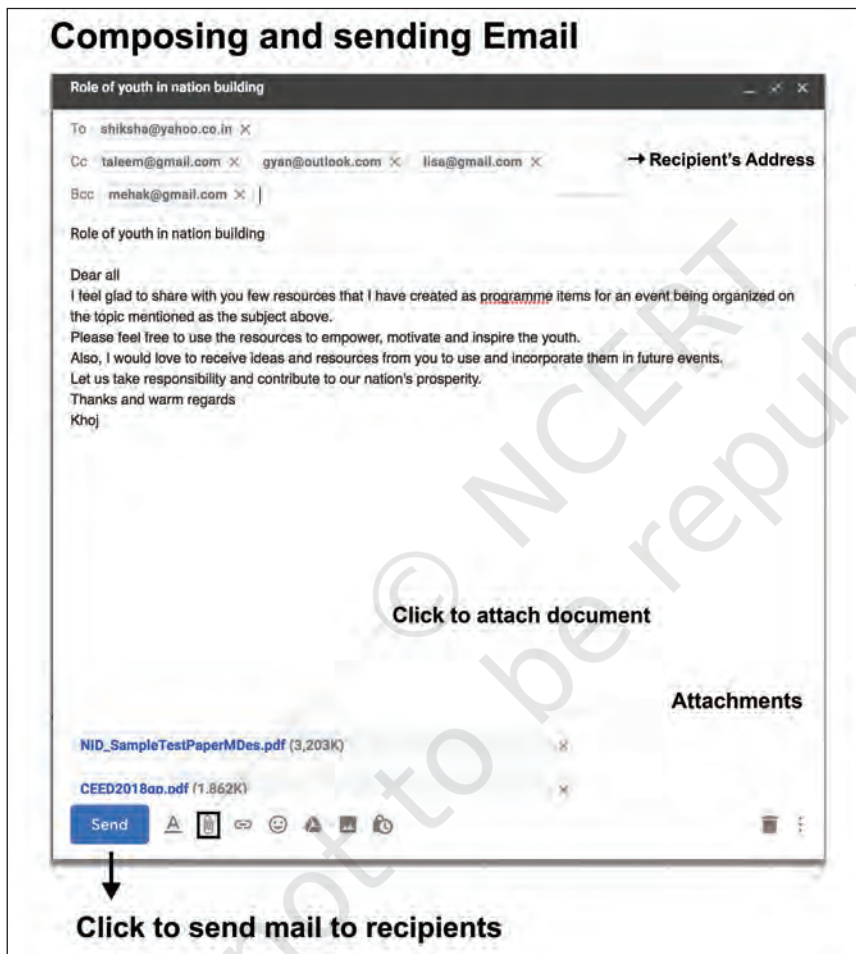 Composing and sending Email
Role of youth in nation building
To shiksha@yahoo.co.in ×
Cc taleem@gmail.com × gyan@outlook.com × lisa@gmail.com × → Recipient's Address
Bcc mehak@gmail.com ×
Role of youth in nation building
Dear all
I feel glad to share with you few resources that I have created as programme items for an event being organized on
the topic mentioned as the subject above.
Please feel free to use the resources to empower, motivate and inspire the youth.
Also, I would love to receive ideas and resources from you to use and incorporate them in future events.
Let us take responsibility and contribute to our nation's prosperity.
Thanks and warm regards
Khoj
© NCERT
not to be repub
Click to attach document
Attachments
NID_SampleTestPaperMDes.pdf (3,203K) ×
CEED2018qp.pdf (1,862K) ×
Send A
Click to send mail to recipients